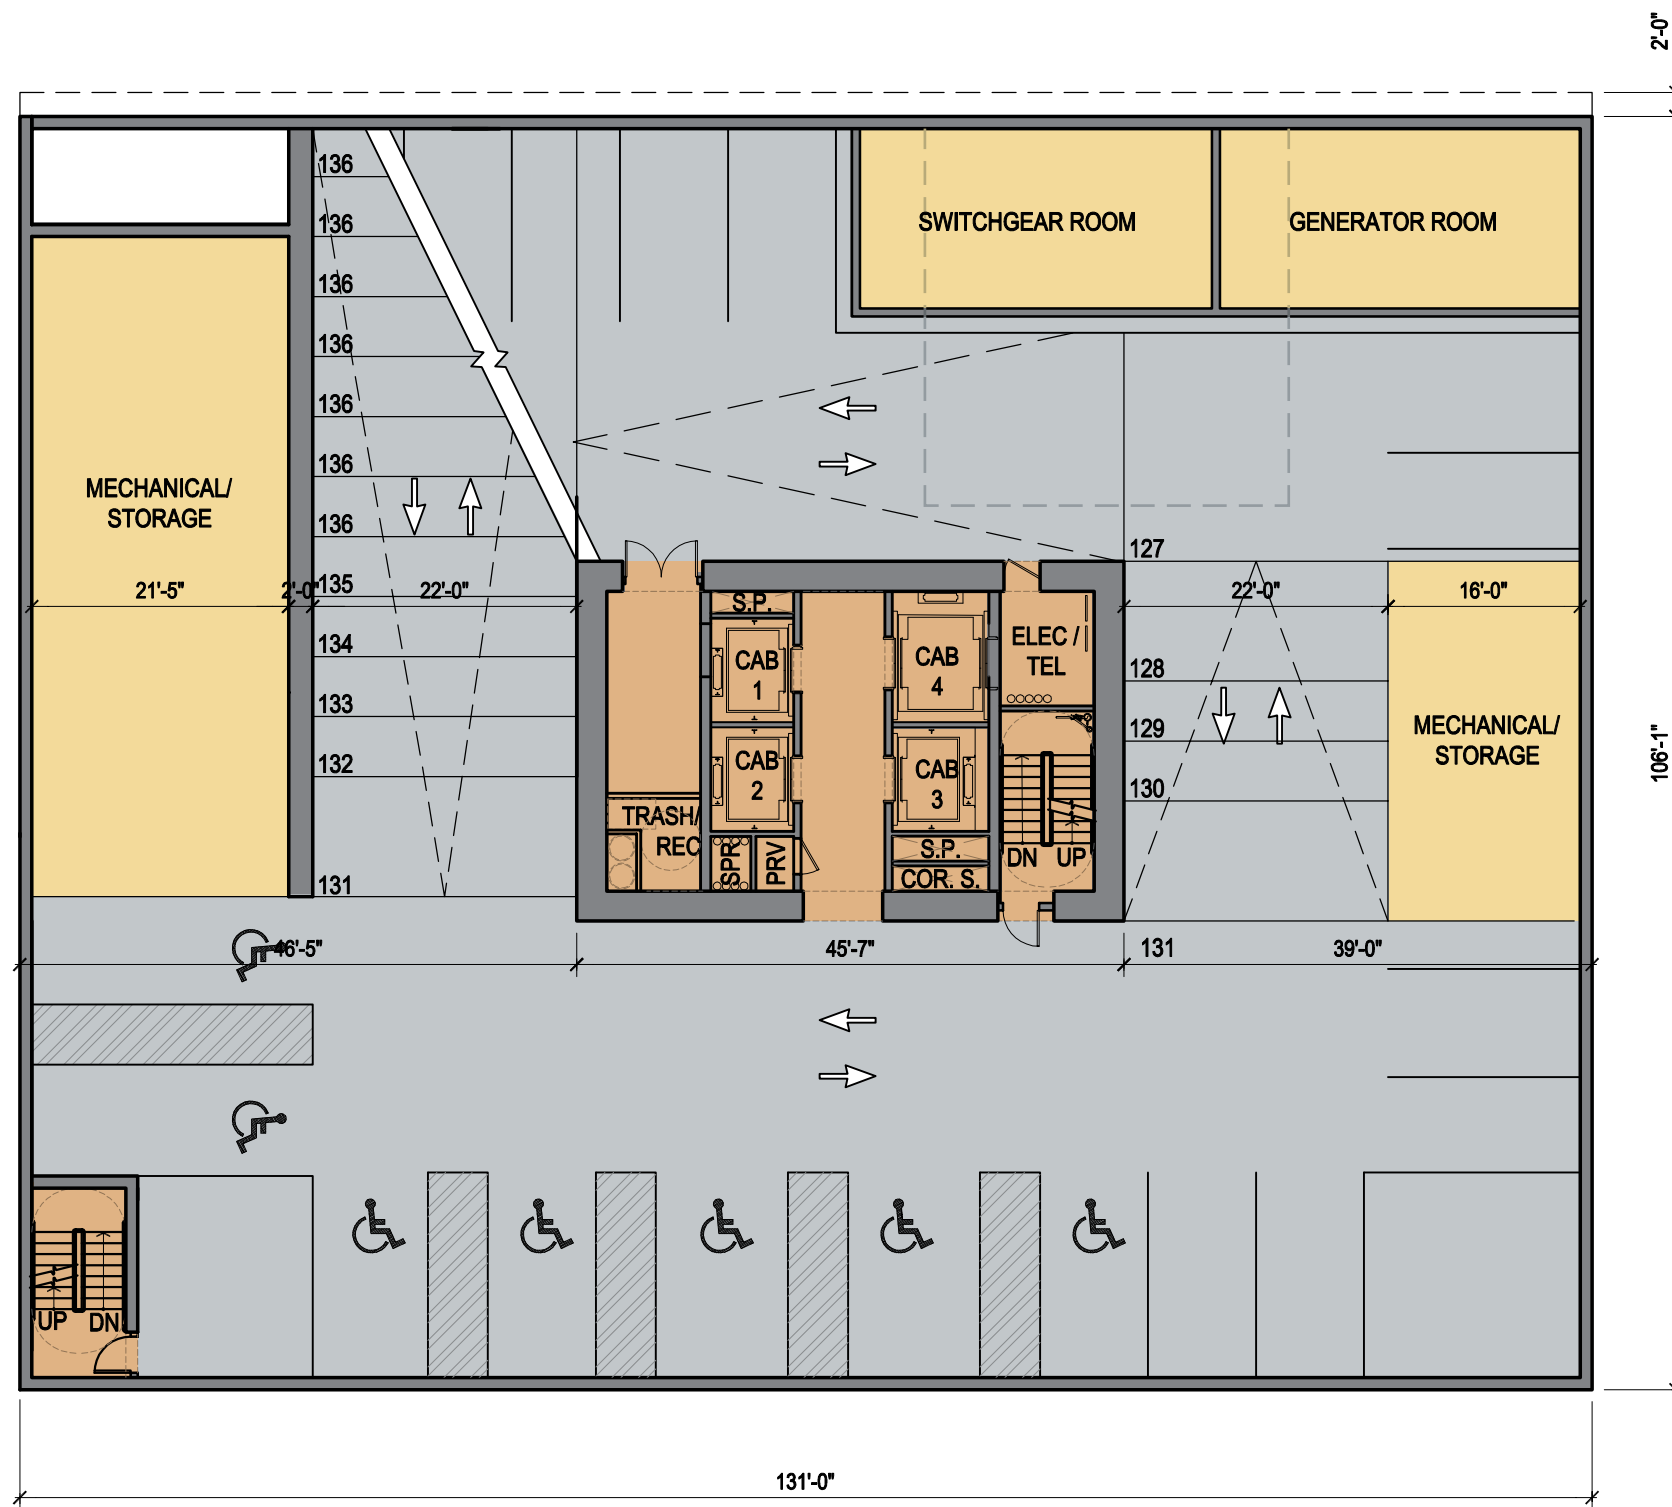 2'-0"
136
136
SWITCHGEAR ROOM
GENERATOR ROOM
136
136
136
136
MECHANICAL/
STORAGE
136
127
21'-5"
2'-0"
135
22'-0"
22'-0"
16'-0"
S.P.
ELEC /
TEL
CAB
1
CAB
4
134
128
133
129
MECHANICAL/
STORAGE
106'-1"
132
CAB
2
CAB
3
130
TRASH/
REC
SPR
PRV
S.P.
DN
UP
COR. S.
131
46'-5"
45'-7"
131
39'-0"
UP
DN
131'-0"